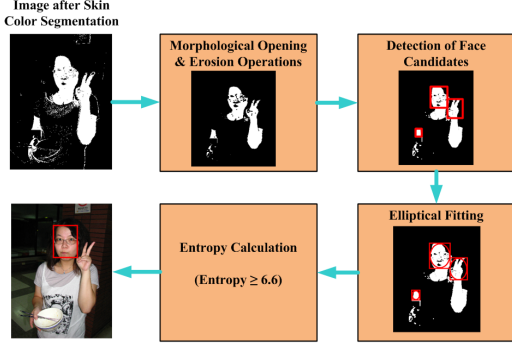 Image after Skin
Color Segmentation
Morphological Opening
& Erosion Operations
Detection of Face
Candidates
Elliptical Fitting
Entropy Calculation
(Entropy ≥ 6.6)